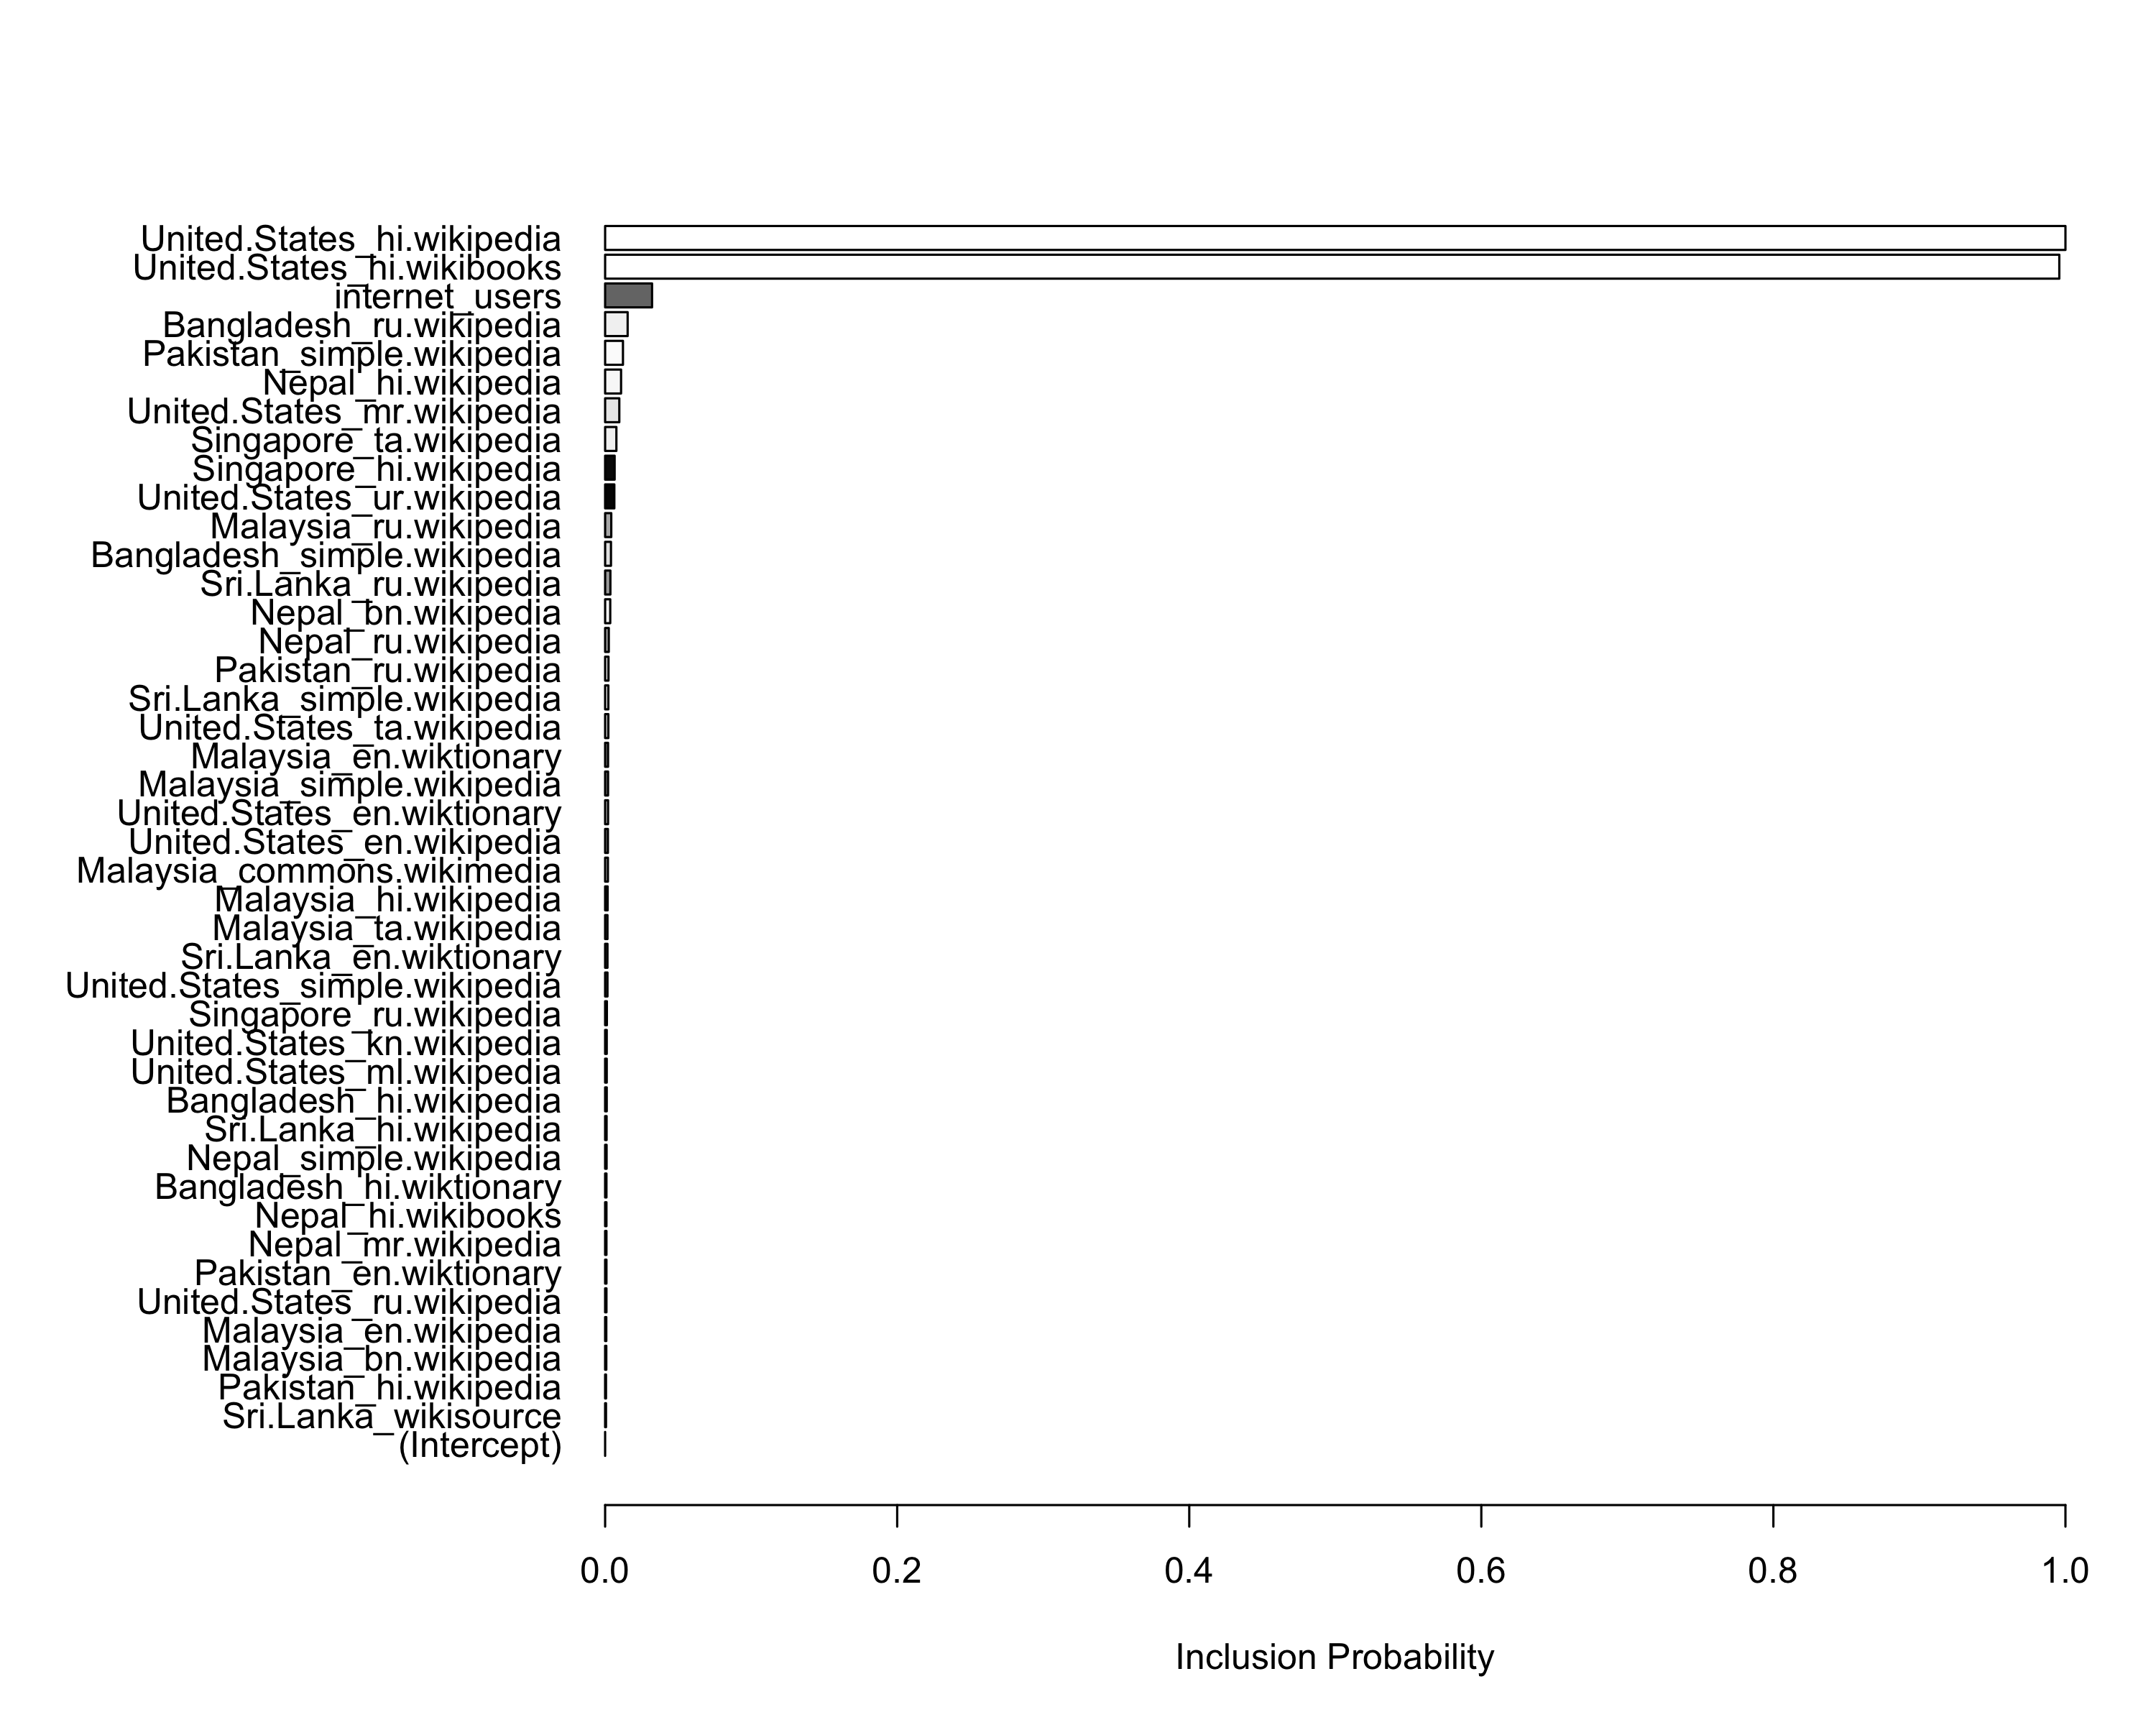 United.States_hi.wikipedia
United.States_hi.wikibooks
internet_users
Bangladesh_ru.wikipedia
Pakistan_simple.wikipedia
Nepal_hi.wikipedia
United.States_mr.wikipedia
Singapore_ta.wikipedia
Singapore_hi.wikipedia
United.States_ur.wikipedia
Malaysia_ru.wikipedia
Bangladesh_simple.wikipedia
Sri.Lanka_ru.wikipedia
Nepal_bn.wikipedia
Nepal_ru.wikipedia
Pakistan_ru.wikipedia
Sri.Lanka_simple.wikipedia
United.States_ta.wikipedia
Malaysia_en.wiktionary
Malaysia_simple.wikipedia
United.States_en.wiktionary
United.States_en.wikipedia
Malaysia_commons.wikimedia
Malaysia_hi.wikipedia
Malaysia_ta.wikipedia
Sri.Lanka_en.wiktionary
United.States_simple.wikipedia
Singapore_ru.wikipedia
United.States_kn.wikipedia
United.States_ml.wikipedia
Bangladesh_hi.wikipedia
Sri.Lanka_hi.wikipedia
Nepal_simple.wikipedia
Bangladesh_hi.wiktionary
Nepal_hi.wikibooks
Nepal_mr.wikipedia
Pakistan_en.wiktionary
United.States_ru.wikipedia
Malaysia_en.wikipedia
Malaysia_bn.wikipedia
Pakistan_hi.wikipedia
Sri.Lanka_wikisource
(Intercept)
0.0 0.2 0.4 0.6 0.8 1.0
Inclusion Probability